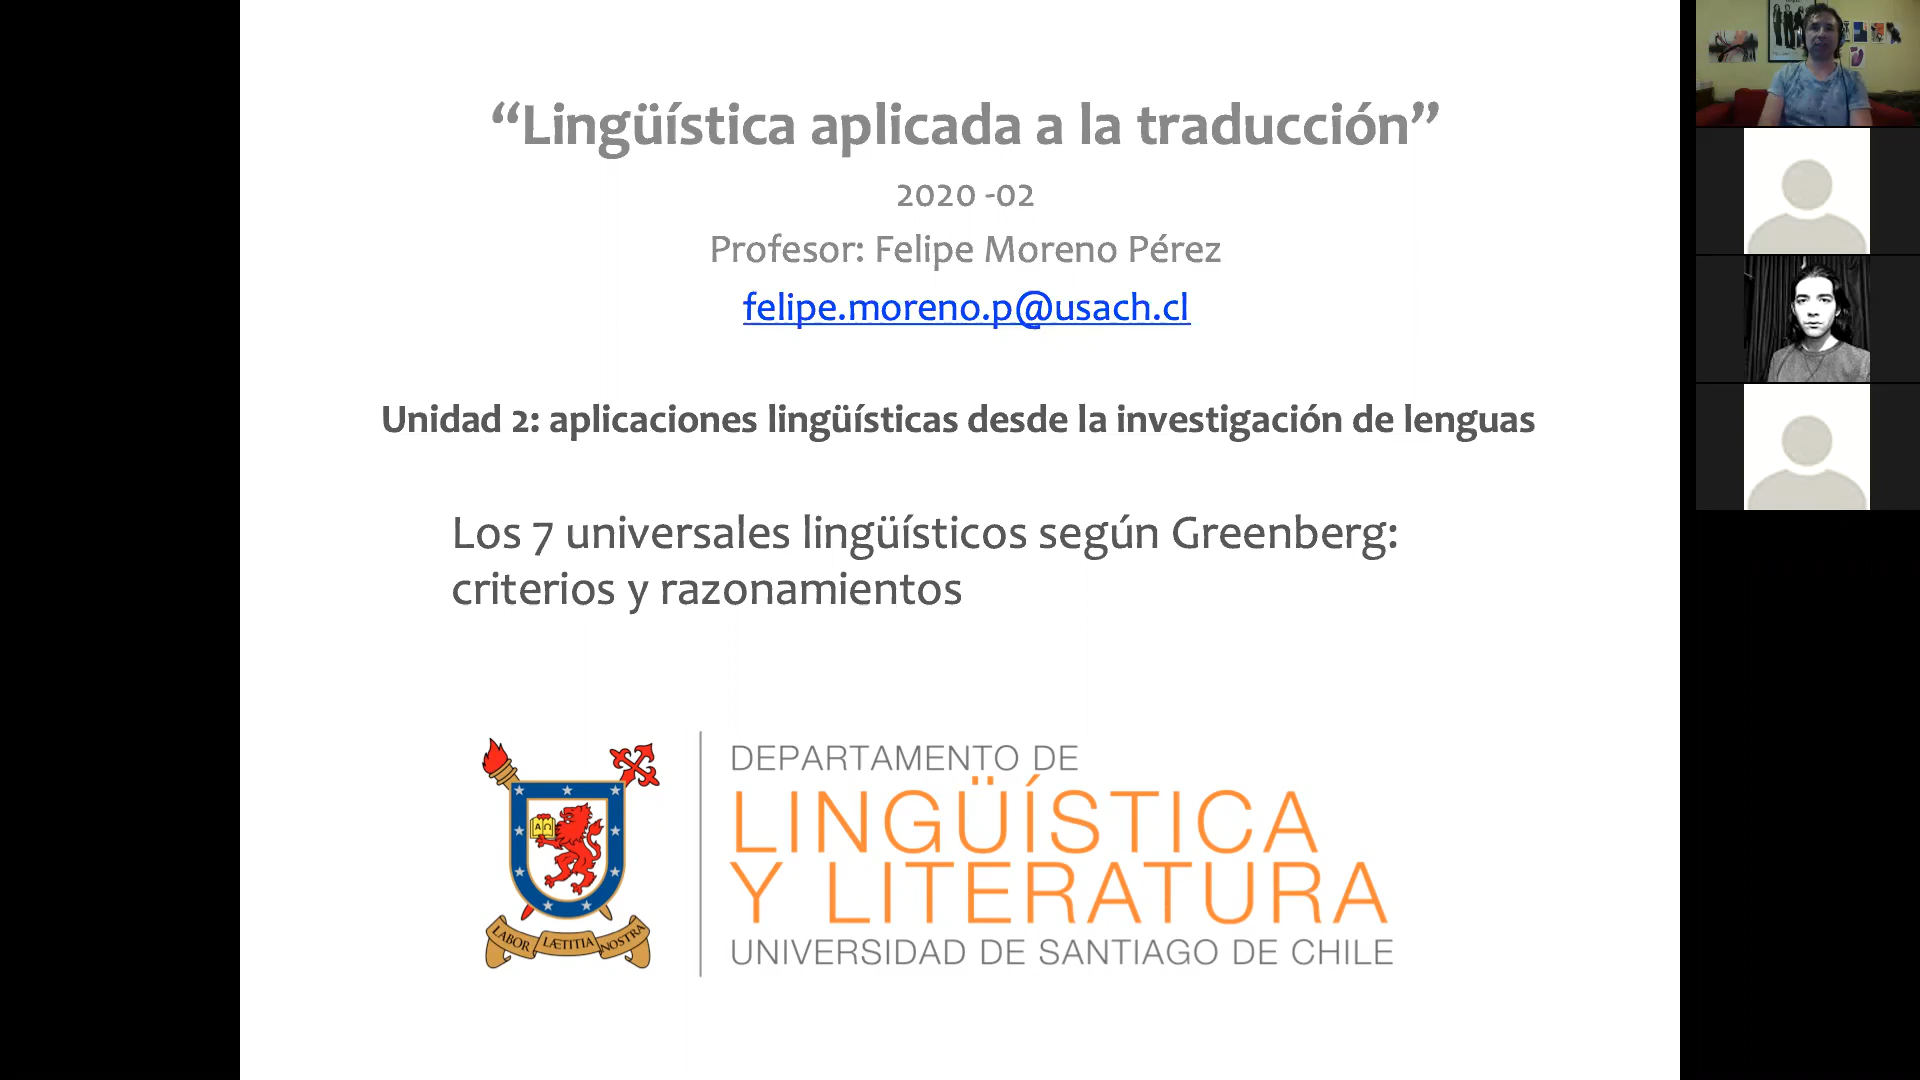 “Lingüística aplicada a la traducción”
2020 -02
Profesor: Felipe Moreno Pérez
felipe.moreno.p@usach.cl
Unidad 2: aplicaciones lingüísticas desde la investigación de lenguas
Los 7 universales lingüísticos según Greenberg:
criterios y razonamientos
DEPARTAMENTO DE
LINGÜÍSTICA
Y LITERATURA
UNIVERSIDAD DE SANTIAGO DE CHILE
A Ω
LABOR LÆTITIA NOSTRA